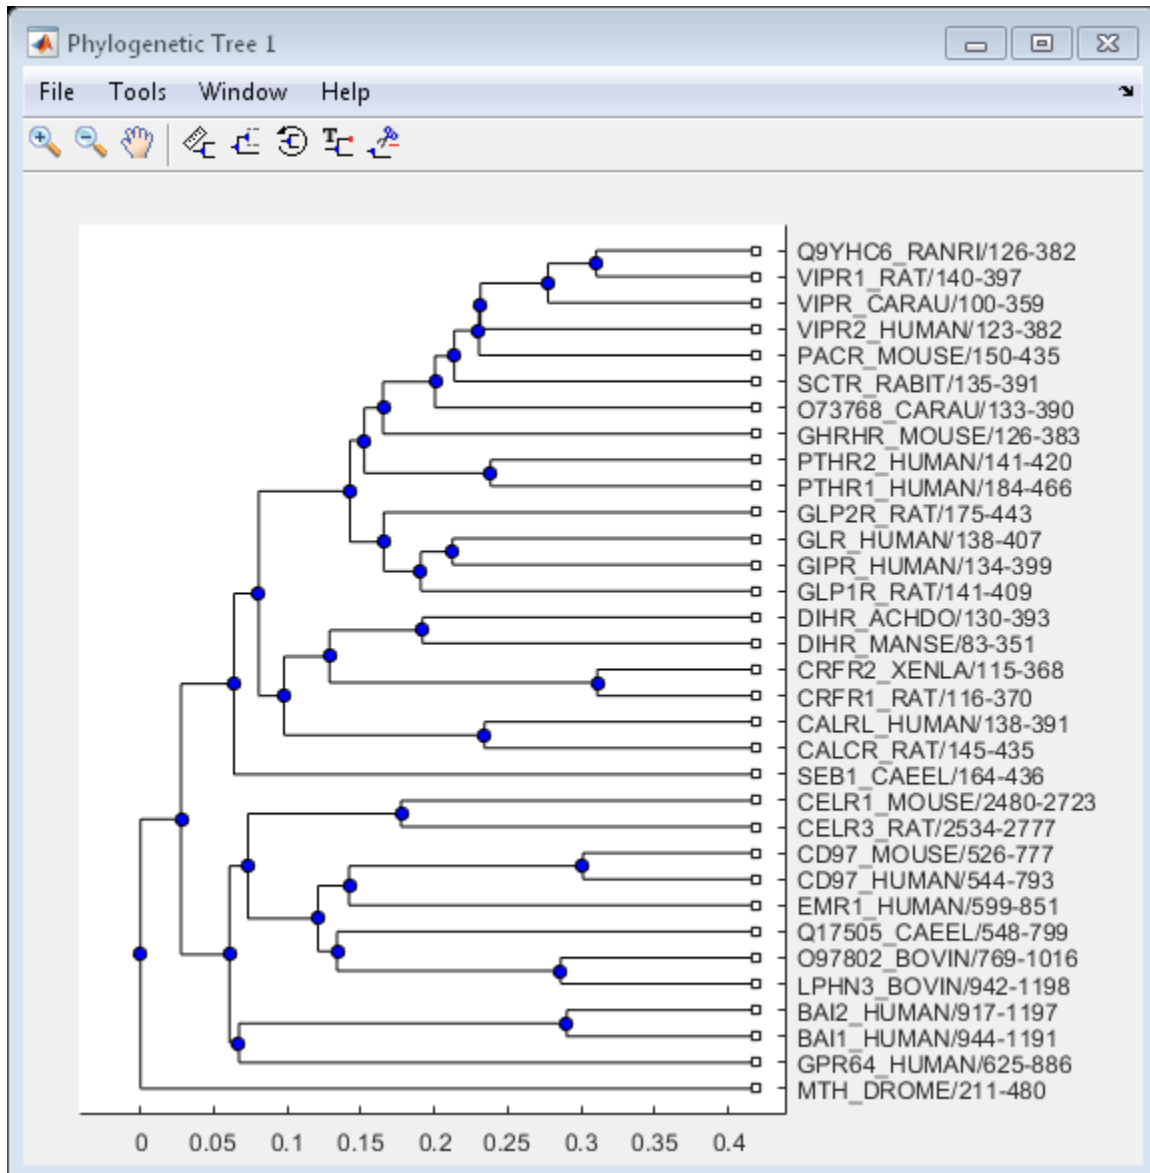 Phylogenetic Tree 1
File Tools Window Help
Q9YHC6_RANRI/126-382
VIPR1_RAT/140-397
VIPR_CARAU/100-359
VIPR2_HUMAN/123-382
PACR_MOUSE/150-435
SCTR_RABIT/135-391
O73768_CARAU/133-390
GHRHR_MOUSE/126-383
PTHR2_HUMAN/141-420
PTHR1_HUMAN/184-466
GLP2R_RAT/175-443
GLR_HUMAN/138-407
GIPR_HUMAN/134-399
GLP1R_RAT/141-409
DIHR_ACHDO/130-393
DIHR_MANSE/83-351
CRFR2_XENLA/115-368
CRFR1_RAT/116-370
CALRL_HUMAN/138-391
CALCR_RAT/145-435
SEB1_CAEEL/164-436
CELR1_MOUSE/2480-2723
CELR3_RAT/2534-2777
CD97_MOUSE/526-777
CD97_HUMAN/544-793
EMR1_HUMAN/599-851
Q17505_CAEEL/548-799
O97802_BOVIN/769-1016
LPHN3_BOVIN/942-1198
BAI2_HUMAN/917-1197
BAI1_HUMAN/944-1191
GPR64_HUMAN/625-886
MTH_DROME/211-480
0 0.05 0.1 0.15 0.2 0.25 0.3 0.35 0.4